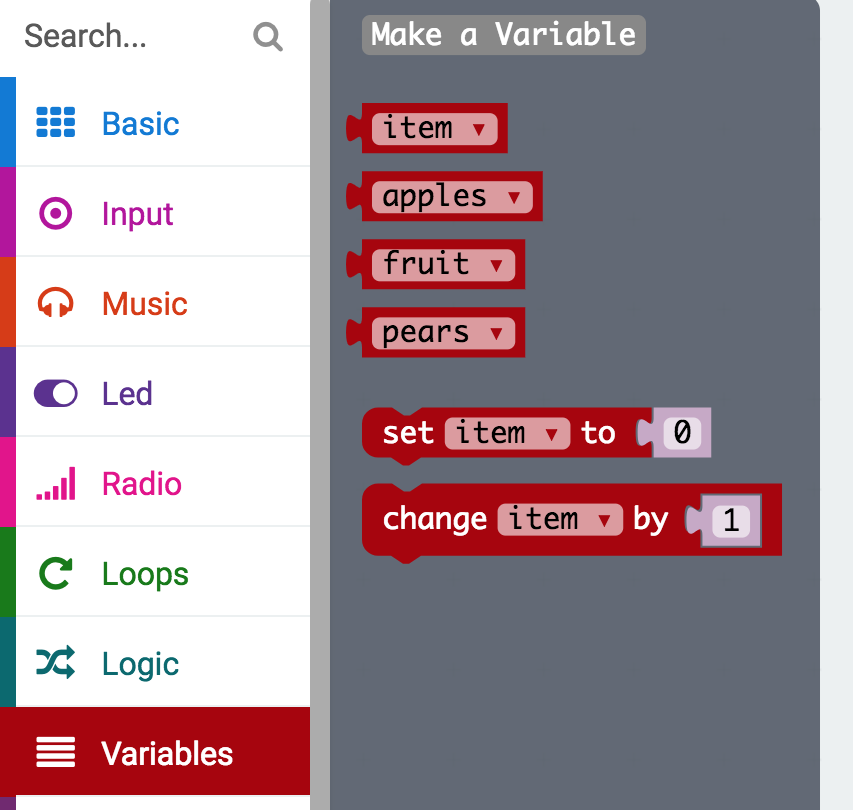 Search...
Basic
Input
Music
Led
Radio
Loops
Logic
Variables
Make a Variable
item
apples
fruit
pears
set item to 0
change item by 1